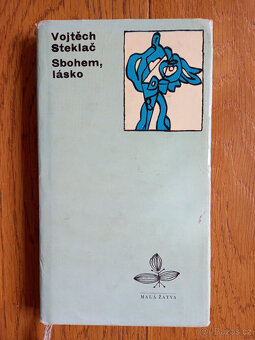 Vojtěch
Steklač
Sbohem,
lásko
MALÁ ŽATVA